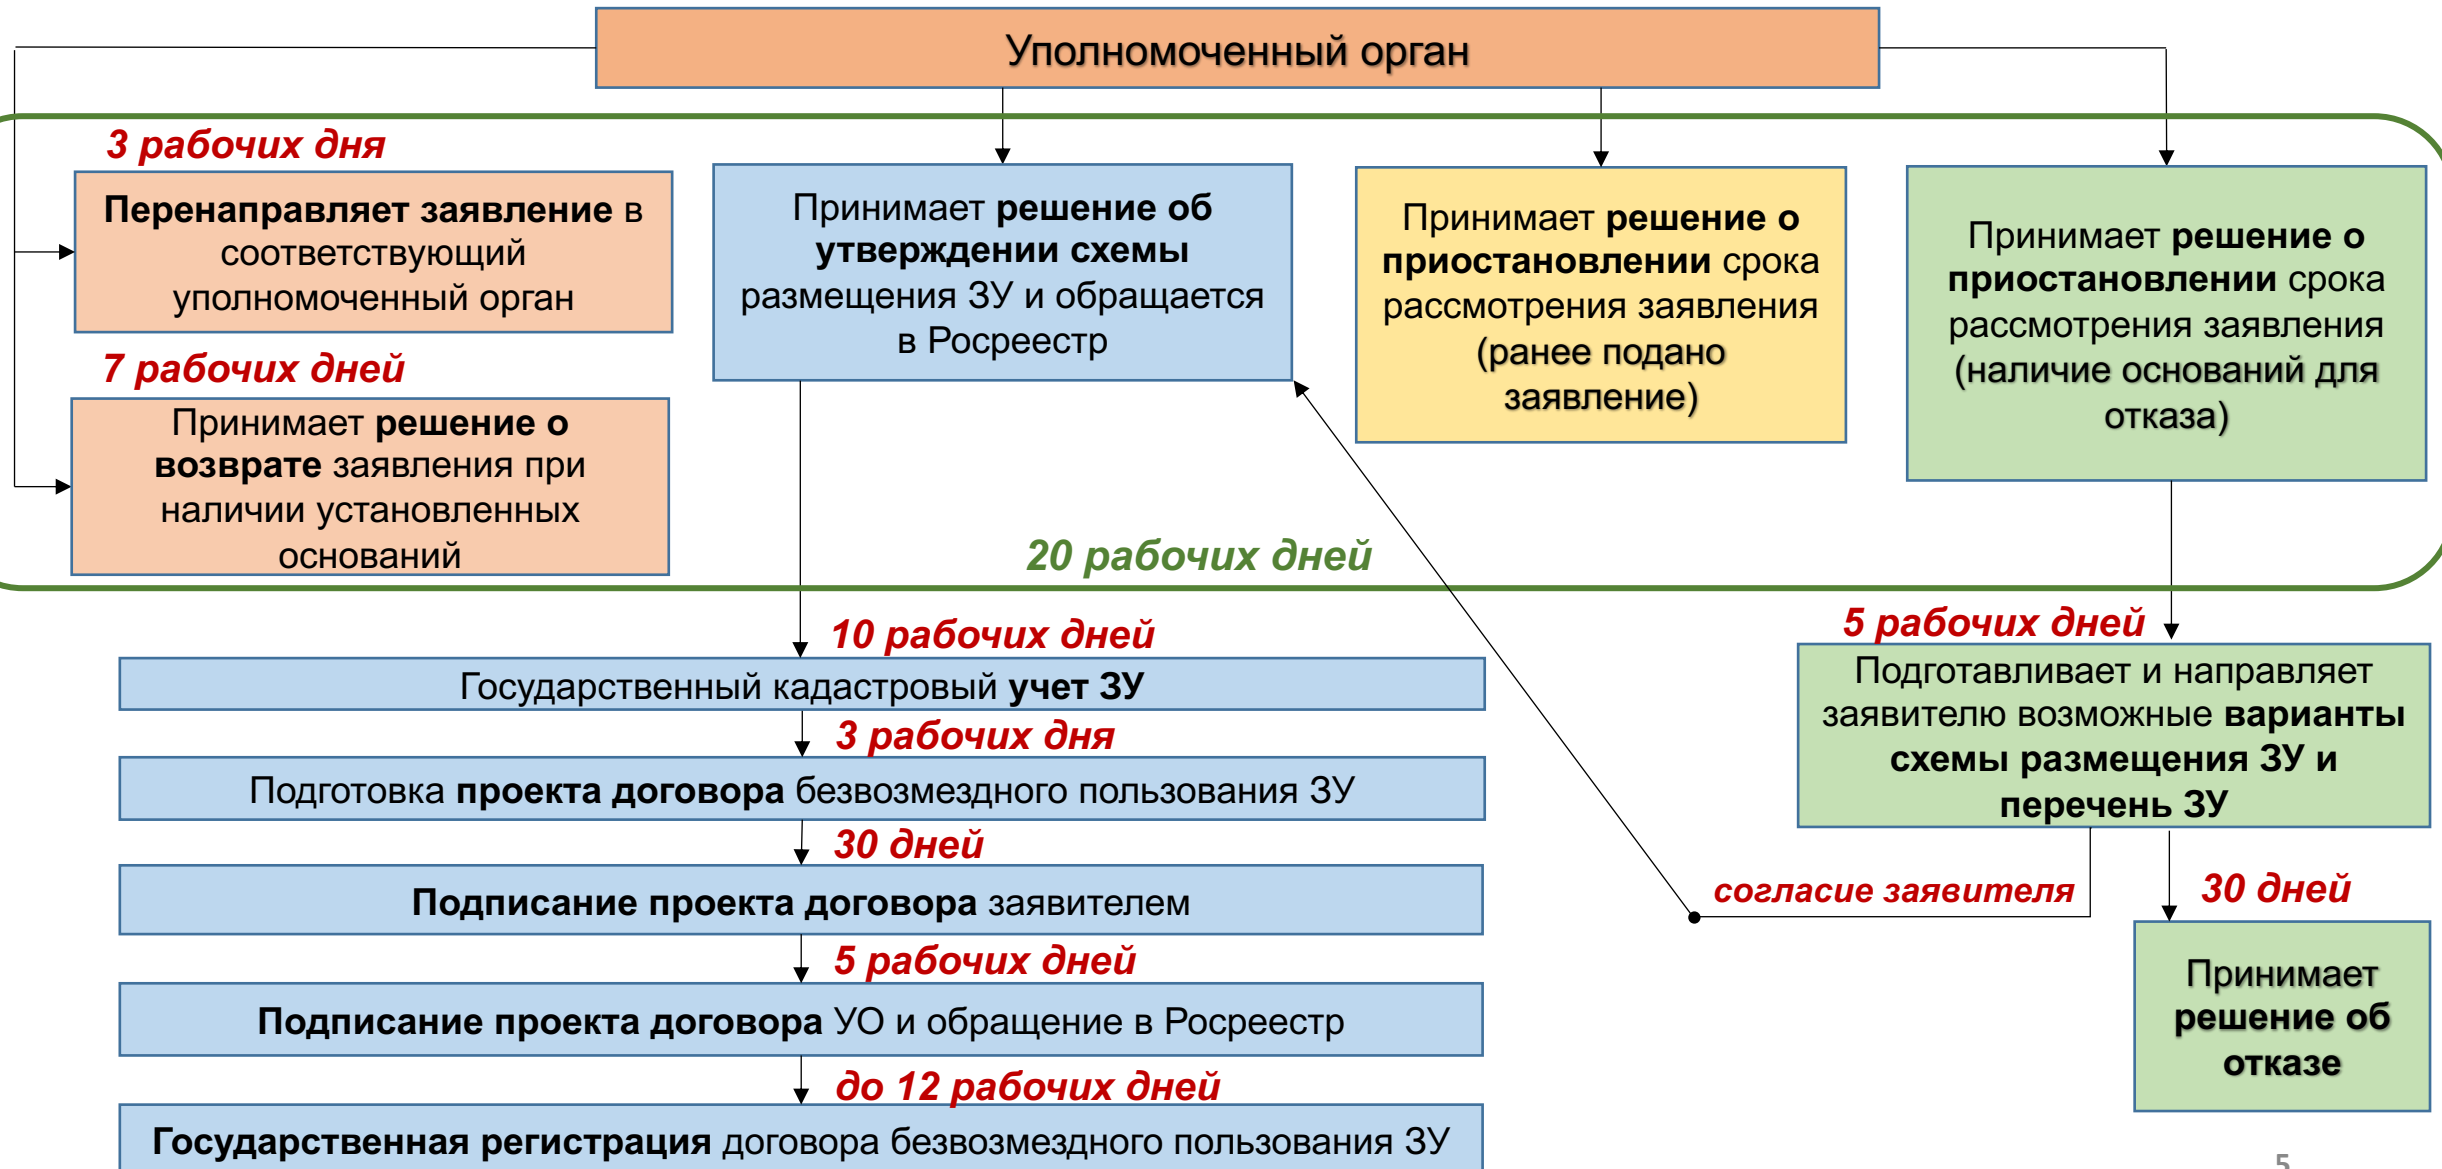 Уполномоченный орган
3 рабочих дня
Перенаправляет заявление в
соответствующий
уполномоченный орган
7 рабочих дней
Принимает решение о
возврате заявления при
наличии установленных
оснований
Принимает решение об
утверждении схемы
размещения ЗУ и обращается
в Росреестр
Принимает решение о
приостановлении срока
рассмотрения заявления
(ранее подано
заявление)
Принимает решение о
приостановлении срока
рассмотрения заявления
(наличие оснований для
отказа)
20 рабочих дней
10 рабочих дней
Государственный кадастровый учет ЗУ
3 рабочих дня
Подготовка проекта договора безвозмездного пользования ЗУ
30 дней
Подписание проекта договора заявителем
5 рабочих дней
Подписание проекта договора УО и обращение в Росреестр
до 12 рабочих дней
Государственная регистрация договора безвозмездного пользования ЗУ
5 рабочих дней
Подготавливает и направляет
заявителю возможные варианты
схемы размещения ЗУ и
перечень ЗУ
согласие заявителя
30 дней
Принимает
решение об
отказе
5